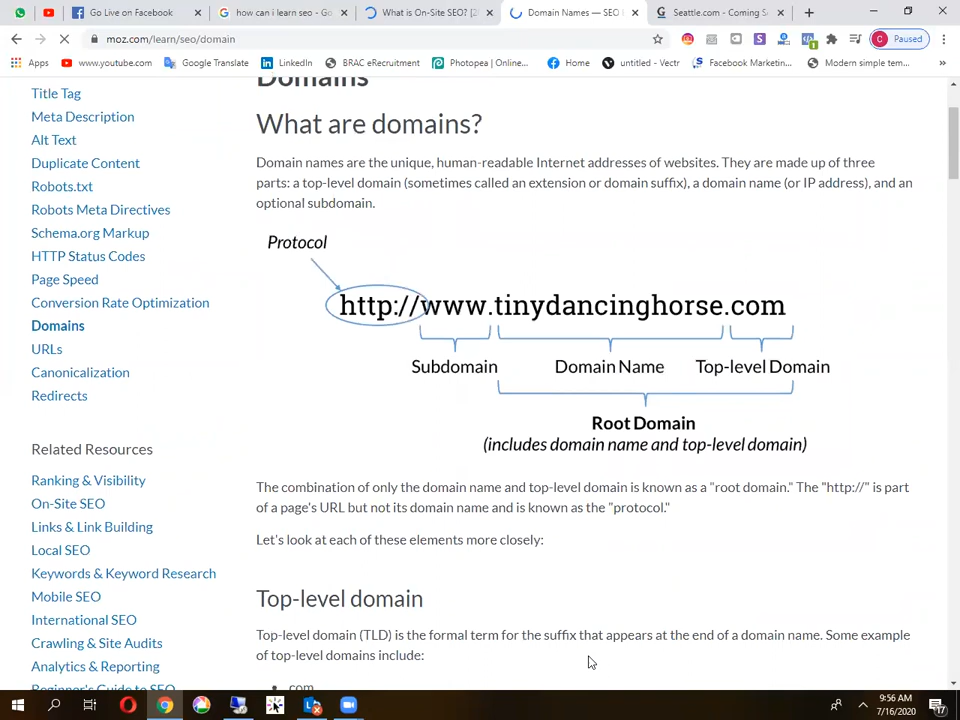 Go Live on Facebook
how can i learn seo - Go
What is On-Site SEO? [2
Domain Names — SEO
Seattle.com - Coming S
moz.com/learn/seo/domain
Paused
Apps
www.youtube.com
Google Translate
LinkedIn
BRAC eRecruitment
Photopea | Online...
Home
untitled - Vectr
Facebook Marketin...
Modern simple tem...
Domains
Title Tag
Meta Description
Alt Text
Duplicate Content
Robots.txt
Robots Meta Directives
Schema.org Markup
HTTP Status Codes
Page Speed
Conversion Rate Optimization
Domains
URLs
Canonicalization
Redirects
Related Resources
Ranking & Visibility
On-Site SEO
Links & Link Building
Local SEO
Keywords & Keyword Research
Mobile SEO
International SEO
Crawling & Site Audits
Analytics & Reporting
Beginner's Guide to SEO
What are domains?
Domain names are the unique, human-readable Internet addresses of websites. They are made up of three
parts: a top-level domain (sometimes called an extension or domain suffix), a domain name (or IP address), and an
optional subdomain.
Protocol
http://www.tinydancinghorse.com
Subdomain
Domain Name
Top-level Domain
Root Domain
(includes domain name and top-level domain)
The combination of only the domain name and top-level domain is known as a "root domain." The "http://" is part
of a page's URL but not its domain name and is known as the "protocol."
Let's look at each of these elements more closely:
Top-level domain
Top-level domain (TLD) is the formal term for the suffix that appears at the end of a domain name. Some example
of top-level domains include:
.com
9:56 AM
7/16/2020
17